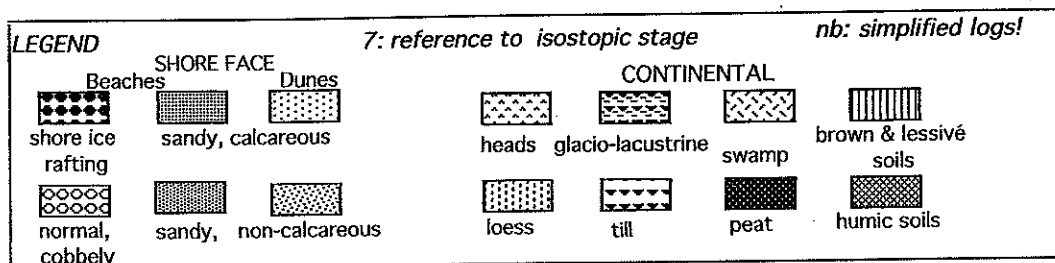 LEGEND
7: reference to isostopic stage
nb: simplified logs!
SHORE FACE
Beaches
Dunes
CONTINENTAL
shore ice
rafting
sandy, calcareous
heads
glacio-lacustrine
swamp
brown & lessivé
soils
normal,
cobbely
sandy,
non-calcareous
loess
till
peat
humic soils